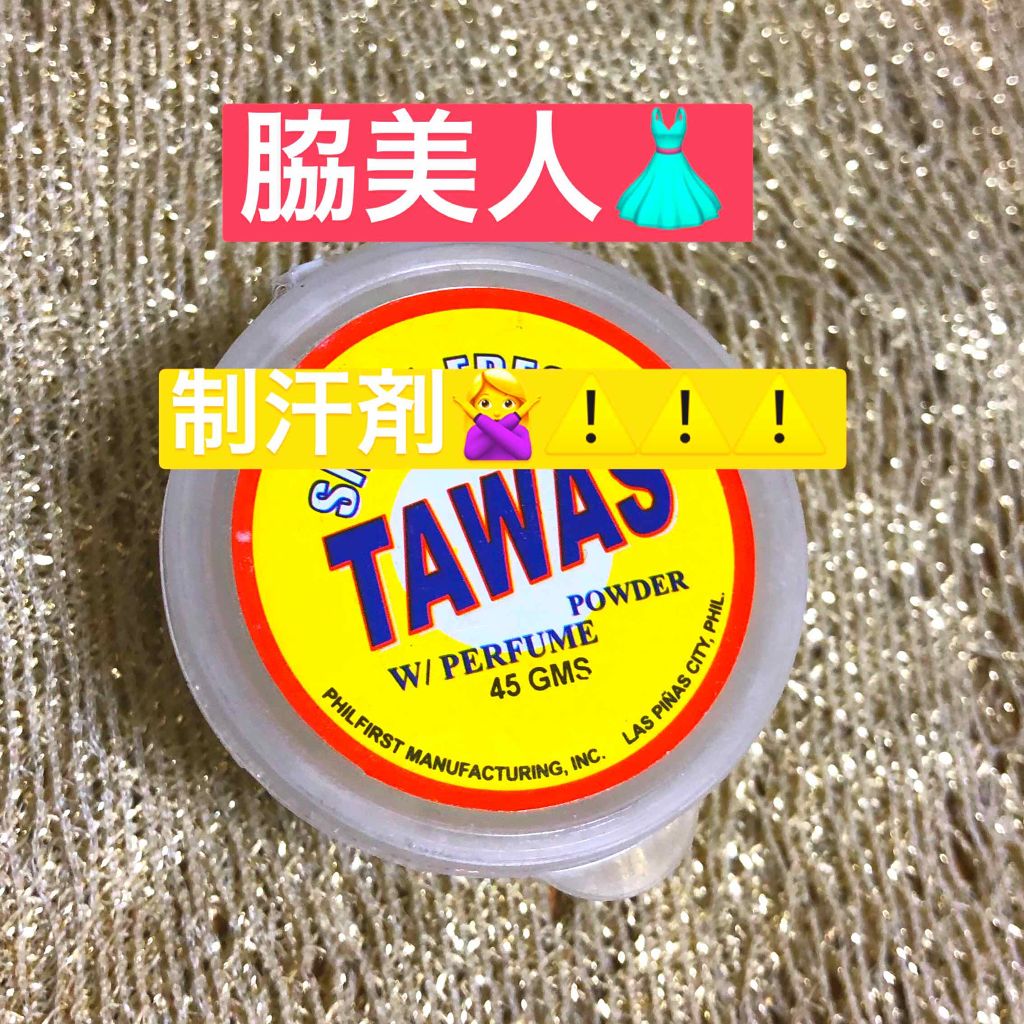 脇美人👗
制汗剤🙅⚠️⚠️⚠️
TAWAS
POWDER
W/ PERFUME
45 GMS
PHILFIRST MANUFACTURING, INC. LAS PIÑAS CITY, PHIL.